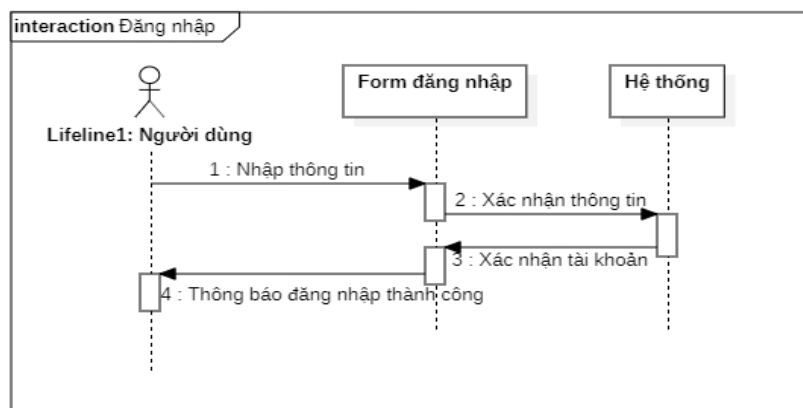 interaction Đăng nhập
Form đăng nhập
Hệ thống
Lifeline1: Người dùng
1 : Nhập thông tin
2 : Xác nhận thông tin
3 : Xác nhận tài khoản
4 : Thông báo đăng nhập thành công